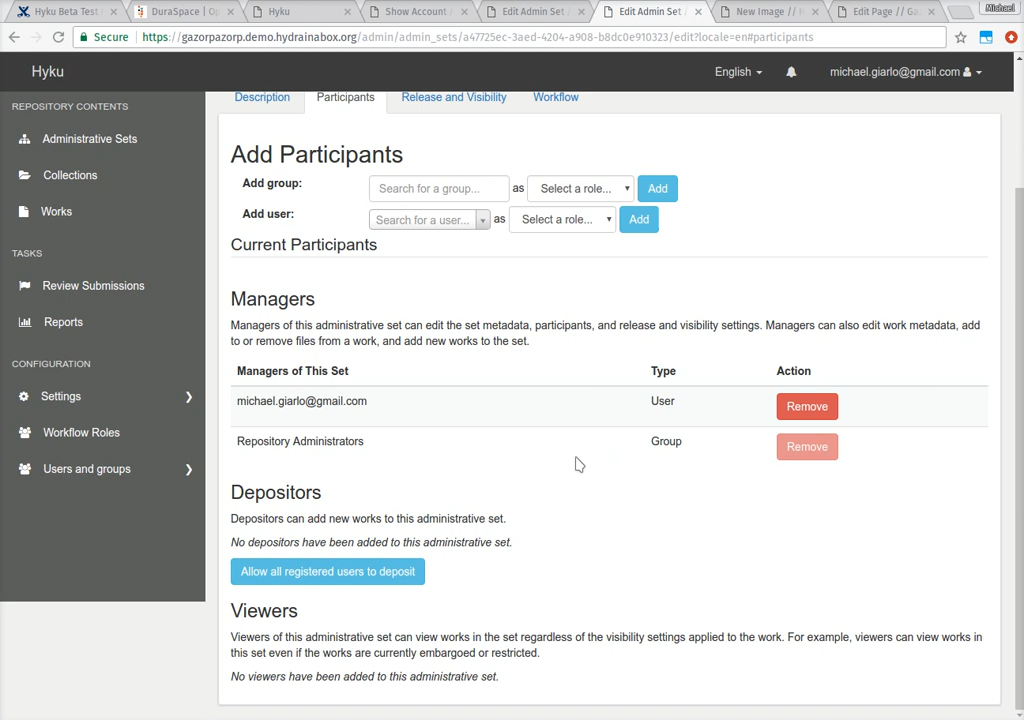 Hyku Beta Test
DuraSpace | Op
Hyku
Show Account
Edit Admin Set
Edit Admin Set
New Image // H
Edit Page // Ga
Michael
Secure https://gazorpazorp.demo.hydrainabox.org/admin/admin_sets/a47725ec-3aed-4204-a908-b8dc0e910323/edit?locale=en#participants
Hyku
English
michael.giarlo@gmail.com
REPOSITORY CONTENTS
Administrative Sets
Collections
Works
TASKS
Review Submissions
Reports
CONFIGURATION
Settings
Workflow Roles
Users and groups
Description Participants Release and Visibility Workflow
Add Participants
Add group: Search for a group... as Select a role... Add
Add user: Search for a user... as Select a role... Add
Current Participants
Managers
Managers of this administrative set can edit the set metadata, participants, and release and visibility settings. Managers can also edit work metadata, add
to or remove files from a work, and add new works to the set.
Managers of This Set Type Action
michael.giarlo@gmail.com User Remove
Repository Administrators Group Remove
Depositors
Depositors can add new works to this administrative set.
No depositors have been added to this administrative set.
Allow all registered users to deposit
Viewers
Viewers of this administrative set can view works in the set regardless of the visibility settings applied to the work. For example, viewers can view works in
this set even if the works are currently embargoed or restricted.
No viewers have been added to this administrative set.